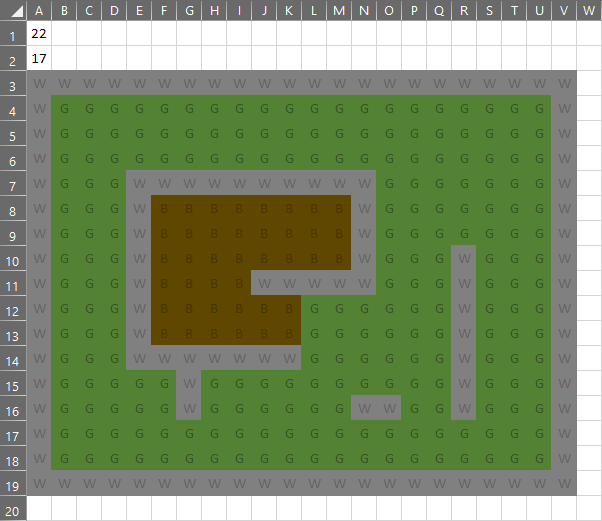 A B C D E F G H I J K L M N O P Q R S T U V W
1 22
2 17
3 W W W W W W W W W W W W W W W W W W W W W W
4 W G G G G G G G G G G G G G G G G G G G G W
5 W G G G G G G G G G G G G G G G G G G G G W
6 W G G G G G G G G G G G G G G G G G G G G W
7 W G G G W W W W W W W W W W G G G G G G G W
8 W G G G W B B B B B B B B W G G G G G G G W
9 W G G G W B B B B B B B B W G G G G G G G W
10 W G G G W B B B B B B B B W G G G W G G G W
11 W G G G W B B B B W W W W W G G G W G G G W
12 W G G G W B B B B B B G G G G G G W G G G W
13 W G G G W B B B B B B G G G G G G W G G G W
14 W G G G W W W W W W W G G G G G G W G G G W
15 W G G G G G W G G G G G G G G G G W G G G W
16 W G G G G G W G G G G G G W W G G W G G G W
17 W G G G G G G G G G G G G G G G G G G G G W
18 W G G G G G G G G G G G G G G G G G G G G W
19 W W W W W W W W W W W W W W W W W W W W W W
20